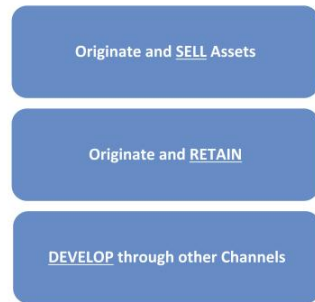 Originate and SELL Assets
Originate and RETAIN
DEVELOP through other Channels